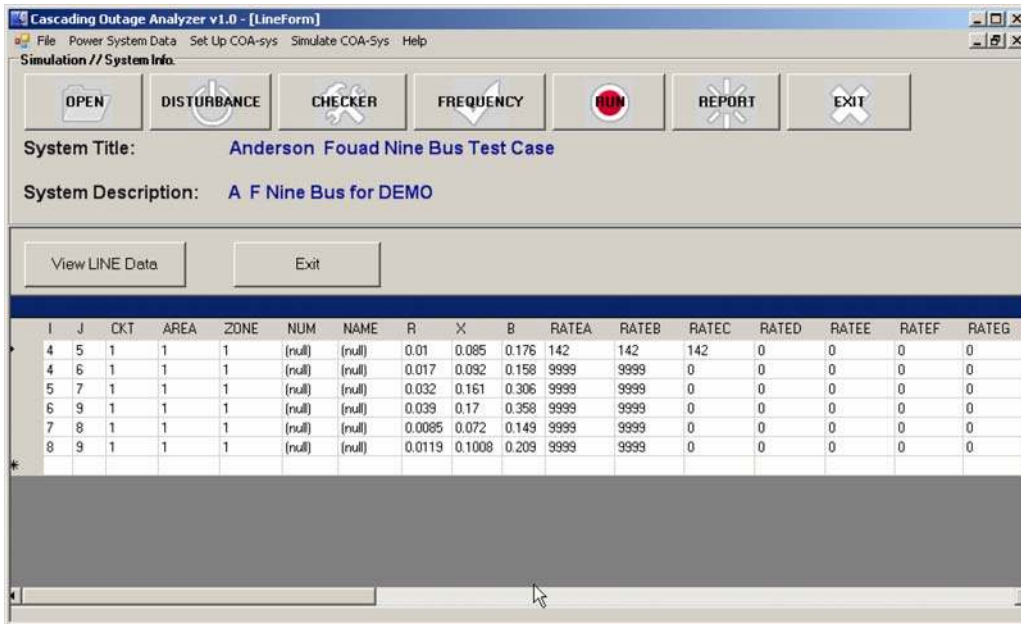 Cascading Outage Analyzer v1.0 - [LineForm]
File Power System Data Set Up COA-sys Simulate COA-Sys Help
Simulation // System Info.
OPEN DISTURBANCE CHECKER FREQUENCY RUN REPORT EXIT
System Title: Anderson Fouad Nine Bus Test Case
System Description: A F Nine Bus for DEMO
View LINE Data Exit
I J CKT AREA ZONE NUM NAME R X B RATEA RATEB RATEC RATED RATEE RATEF RATEG
4 5 1 1 1 (null) (null) 0.01 0.085 0.176 142 142 142 0 0 0 0
4 6 1 1 1 (null) (null) 0.017 0.092 0.158 9999 9999 0 0 0 0 0
5 7 1 1 1 (null) (null) 0.032 0.161 0.306 9999 9999 0 0 0 0 0
6 9 1 1 1 (null) (null) 0.039 0.17 0.358 9999 9999 0 0 0 0 0
7 8 1 1 1 (null) (null) 0.0085 0.072 0.149 9999 9999 0 0 0 0 0
8 9 1 1 1 (null) (null) 0.0119 0.1008 0.209 9999 9999 0 0 0 0 0